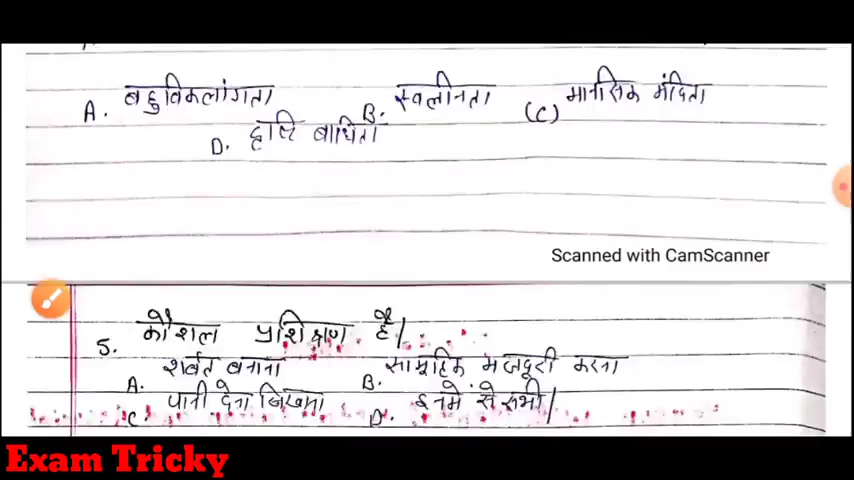 A. बहुविकलांगता B. स्वलीनता (C) मानसिक मंदिता
D. दृष्टि बाधिता
Scanned with CamScanner
5. कौशल प्रशिक्षण है|
A. शर्बत बनाना B. सामूहिक मजदूरी करना
C. पानी देना सिखाना D. इनमें से सभी|
Exam Tricky